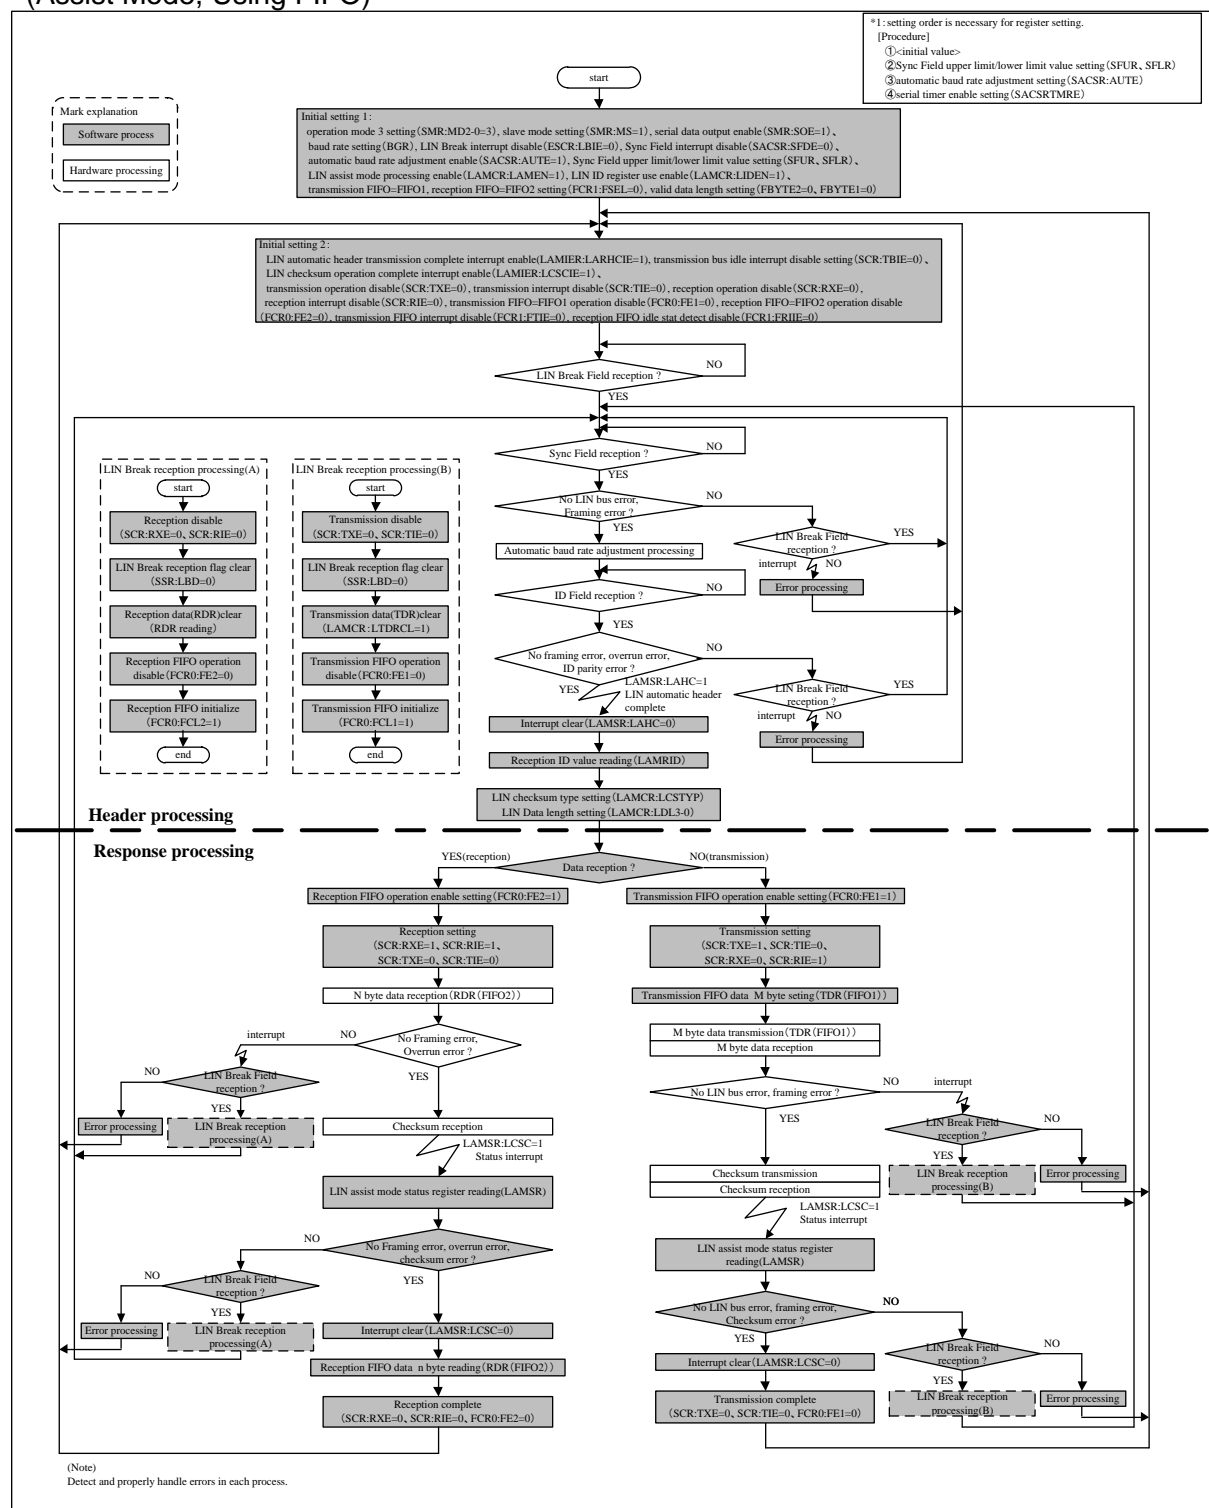 (Assist Mode, Using FIFO)
*1:setting order is necessary for register setting.
[Procedure]
①<initial value>
②Sync Field upper limit/lower limit value setting(SFUR、SFLR)
③automatic baud rate adjustment setting(SACSR:AUTE)
④serial timer enable setting(SACSRTMRE)
start
Mark explanation
Software process
Hardware processing
Initial setting 1:
operation mode 3 setting(SMR:MD2-0=3), slave mode setting(SMR:MS=1), serial data output enable(SMR:SOE=1)、
baud rate setting(BGR), LIN Break interrupt disable(ESCR:LBIE=0), Sync Field interrupt disable(SACSR:SFDE=0)、
automatic baud rate adjustment enable(SACSR:AUTE=1), Sync Field upper limit/lower limit value setting(SFUR, SFLR)、
LIN assist mode processing enable(LAMCR:LAMEN=1), LIN ID register use enable(LAMCR:LIDEN=1)、
transmission FIFO=FIFO1, reception FIFO=FIFO2 setting(FCR1:FSEL=0), valid data length setting(FBYTE2=0、FBYTE1=0)
Initial setting 2:
LIN automatic header transmission complete interrupt enable(LAMIER:LARHCIE=1), transmission bus idle interrupt disable setting(SCR:TBIE=0)、
LIN checksum operation complete interrupt enable(LAMIER:LCSCIE=1)、
transmission operation disable(SCR:TXE=0), transmission interrupt disable(SCR:TIE=0), reception operation disable(SCR:RXE=0)、
reception interrupt disable(SCR:RIE=0), transmission FIFO=FIFO1 operation disable(FCR0:FE1=0), reception FIFO=FIFO2 operation disable
(FCR0:FE2=0), transmission FIFO interrupt disable(FCR1:FTIE=0), reception FIFO idle stat detect disable(FCR1:FRIIE=0)
LIN Break Field reception ?
NO
YES
Sync Field reception ?
NO
YES
No LIN bus error,
Framing error ?
NO
YES
LIN Break Field
reception ?
YES
interrupt
NO
Error processing
Automatic baud rate adjustment processing
ID Field reception ?
NO
YES
No framing error, overrun error,
ID parity error ?
NO
YES
LAMSR:LAHC=1
LIN automatic header
complete
LIN Break Field
reception ?
YES
interrupt
NO
Error processing
Interrupt clear(LAMSR:LAHC=0)
Reception ID value reading(LAMRID)
LIN checksum type setting(LAMCR:LCSTYP)
LIN Data length setting(LAMCR:LDL3-0)
LIN Break reception processing(A)
start
Reception disable
(SCR:RXE=0、SCR:RIE=0)
LIN Break reception flag clear
(SSR:LBD=0)
Reception data(RDR)clear
(RDR reading)
Reception FIFO operation
disable(FCR0:FE2=0)
Reception FIFO initialize
(FCR0:FCL2=1)
end
LIN Break reception processing(B)
start
Transmission disable
(SCR:TXE=0、SCR:TIE=0)
LIN Break reception flag clear
(SSR:LBD=0)
Transmission data(TDR)clear
(LAMCR:LTDRCL=1)
Transmission FIFO operation
disable(FCR0:FE1=0)
Transmission FIFO initialize
(FCR0:FCL1=1)
end
Header processing
Response processing
YES(reception)
Data reception ?
NO(transmission)
Reception FIFO operation enable setting(FCR0:FE2=1)
Reception setting
(SCR:RXE=1、SCR:RIE=1、
SCR:TXE=0、SCR:TIE=0)
N byte data reception(RDR(FIFO2))
No Framing error,
Overrun error ?
NO
interrupt
YES
LIN Break Field
reception ?
NO
YES
Error processing
LIN Break reception
processing(A)
Checksum reception
LAMSR:LCSC=1
Status interrupt
LIN assist mode status register reading(LAMSR)
No Framing error, overrun error,
checksum error ?
NO
YES
LIN Break Field
reception ?
NO
YES
Error processing
LIN Break reception
processing(A)
Interrupt clear(LAMSR:LCSC=0)
Reception FIFO data n byte reading(RDR(FIFO2))
Reception complete
(SCR:RXE=0、SCR:RIE=0、FCR0:FE2=0)
Transmission FIFO operation enable setting(FCR0:FE1=1)
Transmission setting
(SCR:TXE=1、SCR:TIE=0、
SCR:RXE=0、SCR:RIE=1)
Transmission FIFO data M byte seting(TDR(FIFO1))
M byte data transmission(TDR(FIFO1))
M byte data reception
No LIN bus error, framing error ?
NO
interrupt
YES
LIN Break Field
reception ?
NO
YES
LIN Break reception
processing(B)
Error processing
Checksum transmission
Checksum reception
LAMSR:LCSC=1
Status interrupt
LIN assist mode status register
reading(LAMSR)
No LIN bus error, framing error,
Checksum error ?
NO
YES
LIN Break Field
reception ?
NO
YES
LIN Break reception
processing(B)
Error processing
Interrupt clear(LAMSR:LCSC=0)
Transmission complete
(SCR:TXE=0、SCR:TIE=0、FCR0:FE1=0)
(Note)
Detect and properly handle errors in each process.